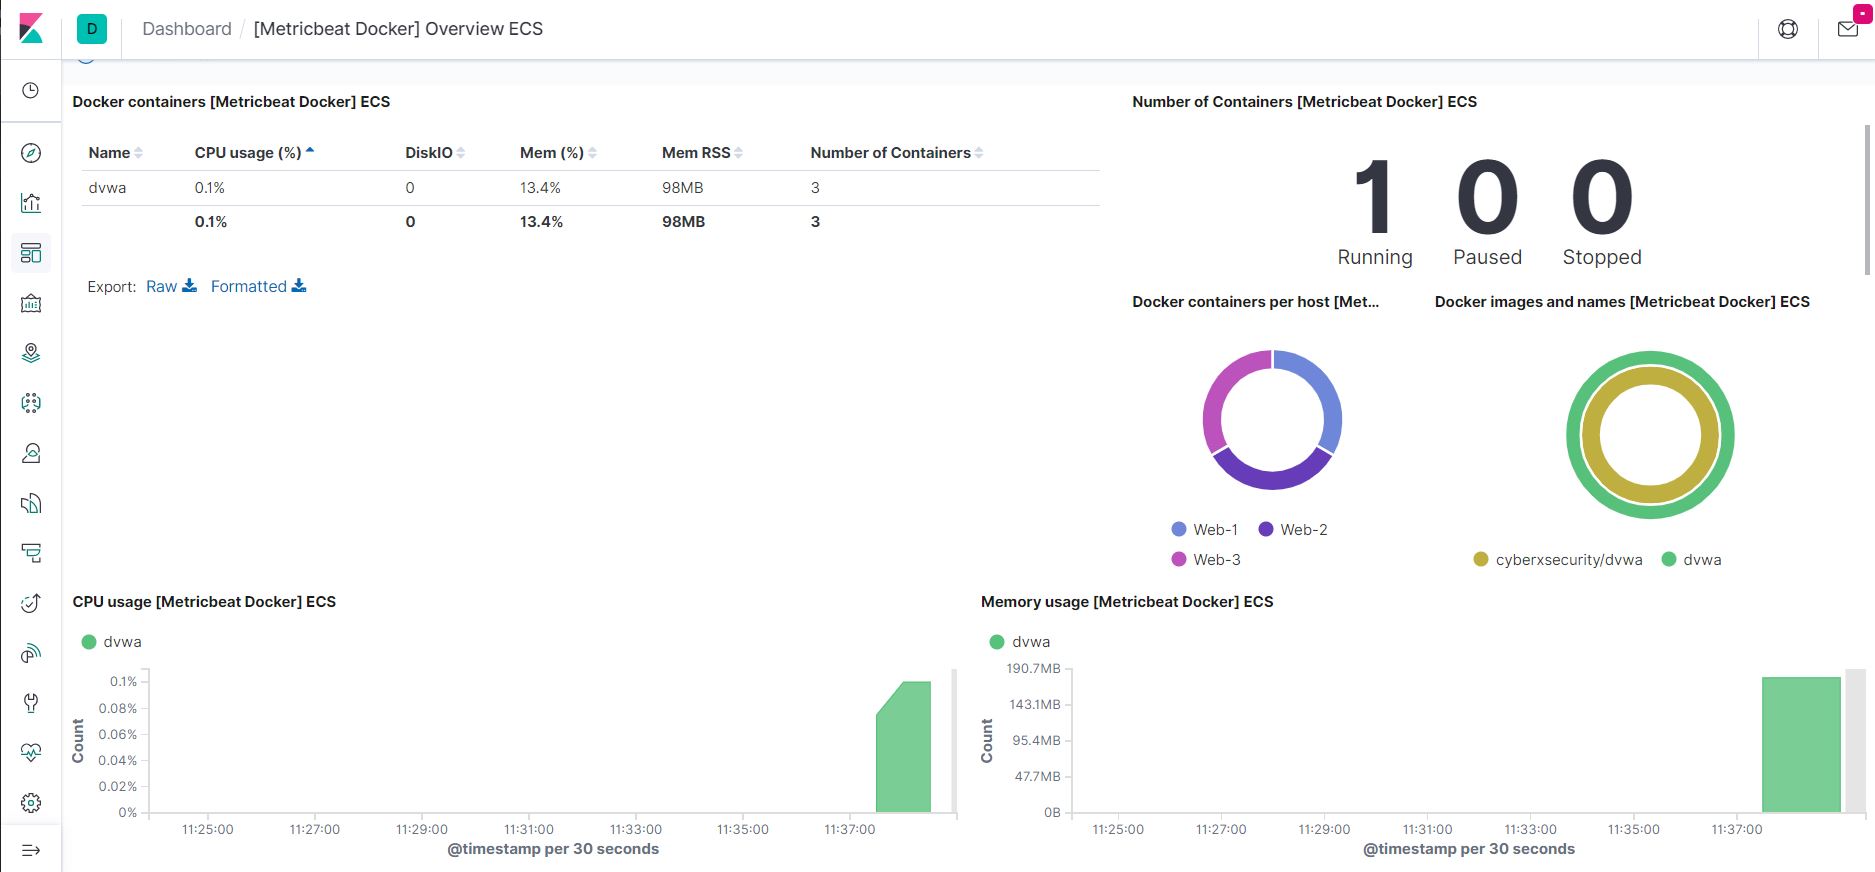 D Dashboard / [Metricbeat Docker] Overview ECS
Docker containers [Metricbeat Docker] ECS
Name CPU usage (%) DiskIO Mem (%) Mem RSS Number of Containers
dvwa 0.1% 0 13.4% 98MB 3
0.1% 0 13.4% 98MB 3
Export: Raw Formatted
Number of Containers [Metricbeat Docker] ECS
1 0 0
Running Paused Stopped
Docker containers per host [Met...
Web-1 Web-2
Web-3
Docker images and names [Metricbeat Docker] ECS
cyberxsecurity/dvwa dvwa
CPU usage [Metricbeat Docker] ECS
dvwa
Count
0.1%
0.08%
0.06%
0.04%
0.02%
0%
11:25:00 11:27:00 11:29:00 11:31:00 11:33:00 11:35:00 11:37:00
@timestamp per 30 seconds
Memory usage [Metricbeat Docker] ECS
dvwa
Count
190.7MB
143.1MB
95.4MB
47.7MB
0B
11:25:00 11:27:00 11:29:00 11:31:00 11:33:00 11:35:00 11:37:00
@timestamp per 30 seconds